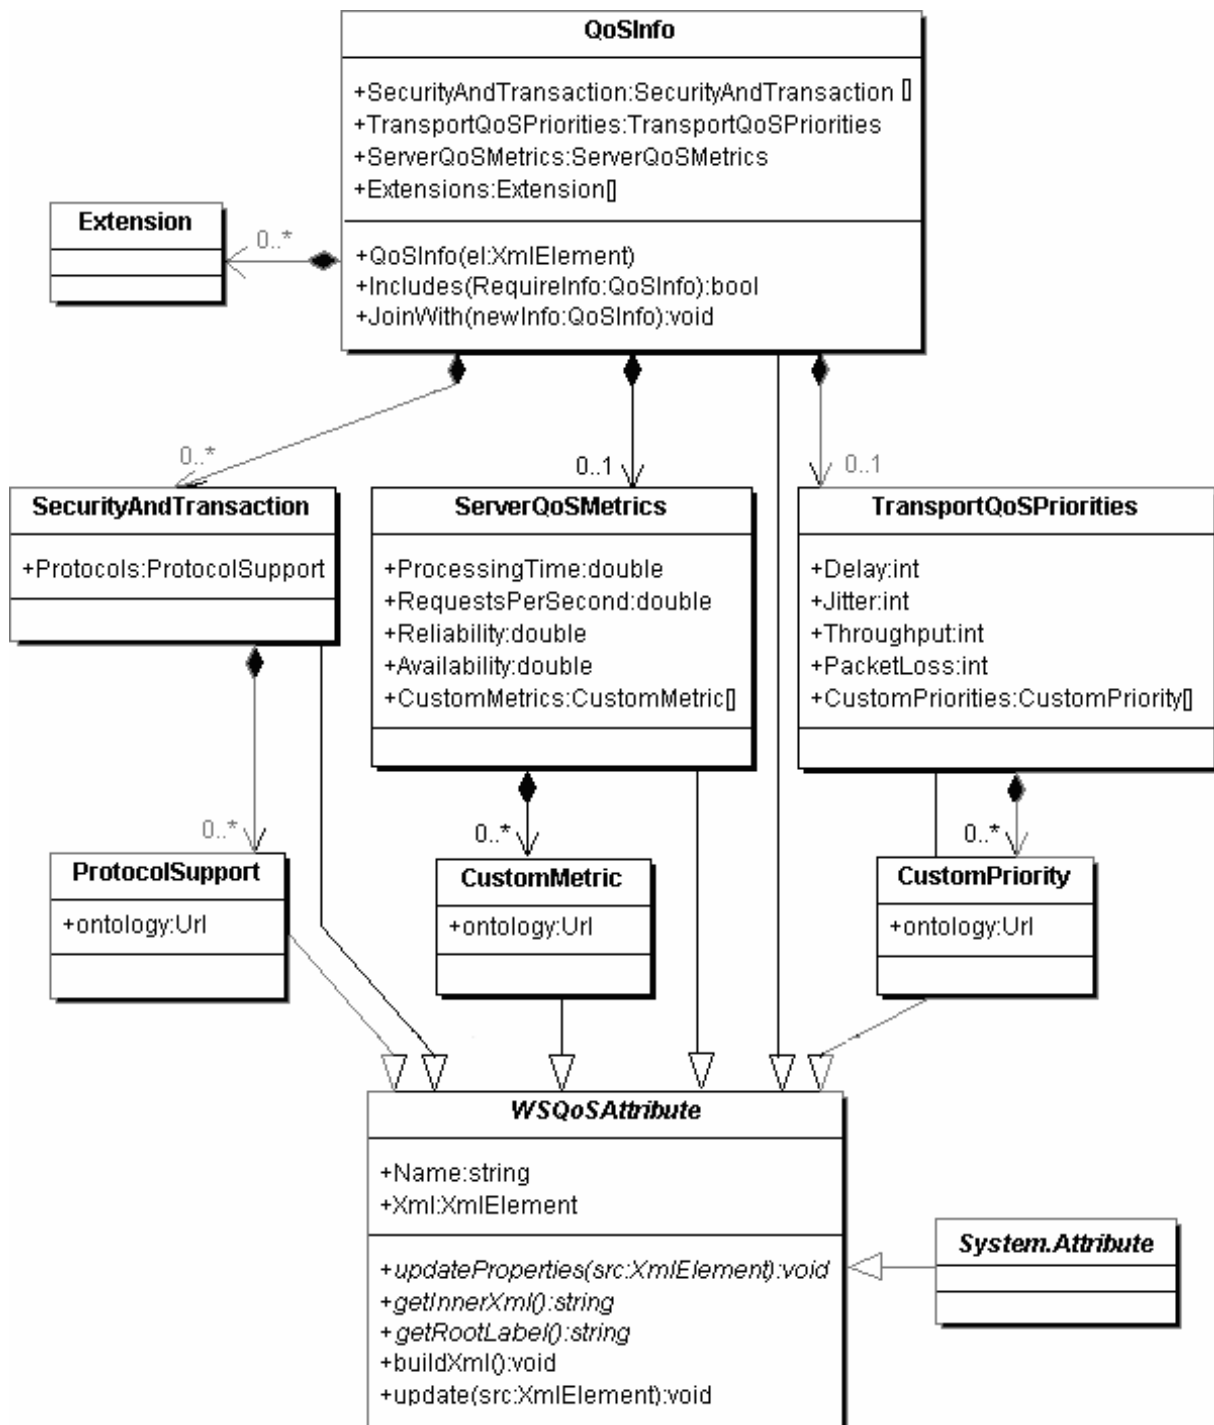 QoSInfo
+SecurityAndTransaction:SecurityAndTransaction []
+TransportQoSPriorities:TransportQoSPriorities
+ServerQoSMetrics:ServerQoSMetrics
+Extensions:Extension[]
+QoSInfo(el:XmlElement)
+Includes(RequireInfo:QoSInfo):bool
+JoinWith(newInfo:QoSInfo):void
Extension
0..*
0..*
0..1
0..1
SecurityAndTransaction
+Protocols:ProtocolSupport
ServerQoSMetrics
+ProcessingTime:double
+RequestsPerSecond:double
+Reliability:double
+Availability:double
+CustomMetrics:CustomMetric[]
TransportQoSPriorities
+Delay:int
+Jitter:int
+Throughput:int
+PacketLoss:int
+CustomPriorities:CustomPriority[]
0..*
0..*
0..*
ProtocolSupport
+ontology:Url
CustomMetric
+ontology:Url
CustomPriority
+ontology:Url
WSQoSAttribute
+Name:string
+Xml:XmlElement
+updateProperties(src:XmlElement):void
+getInnerXml():string
+getRootLabel():string
+buildXml():void
+update(src:XmlElement):void
System.Attribute